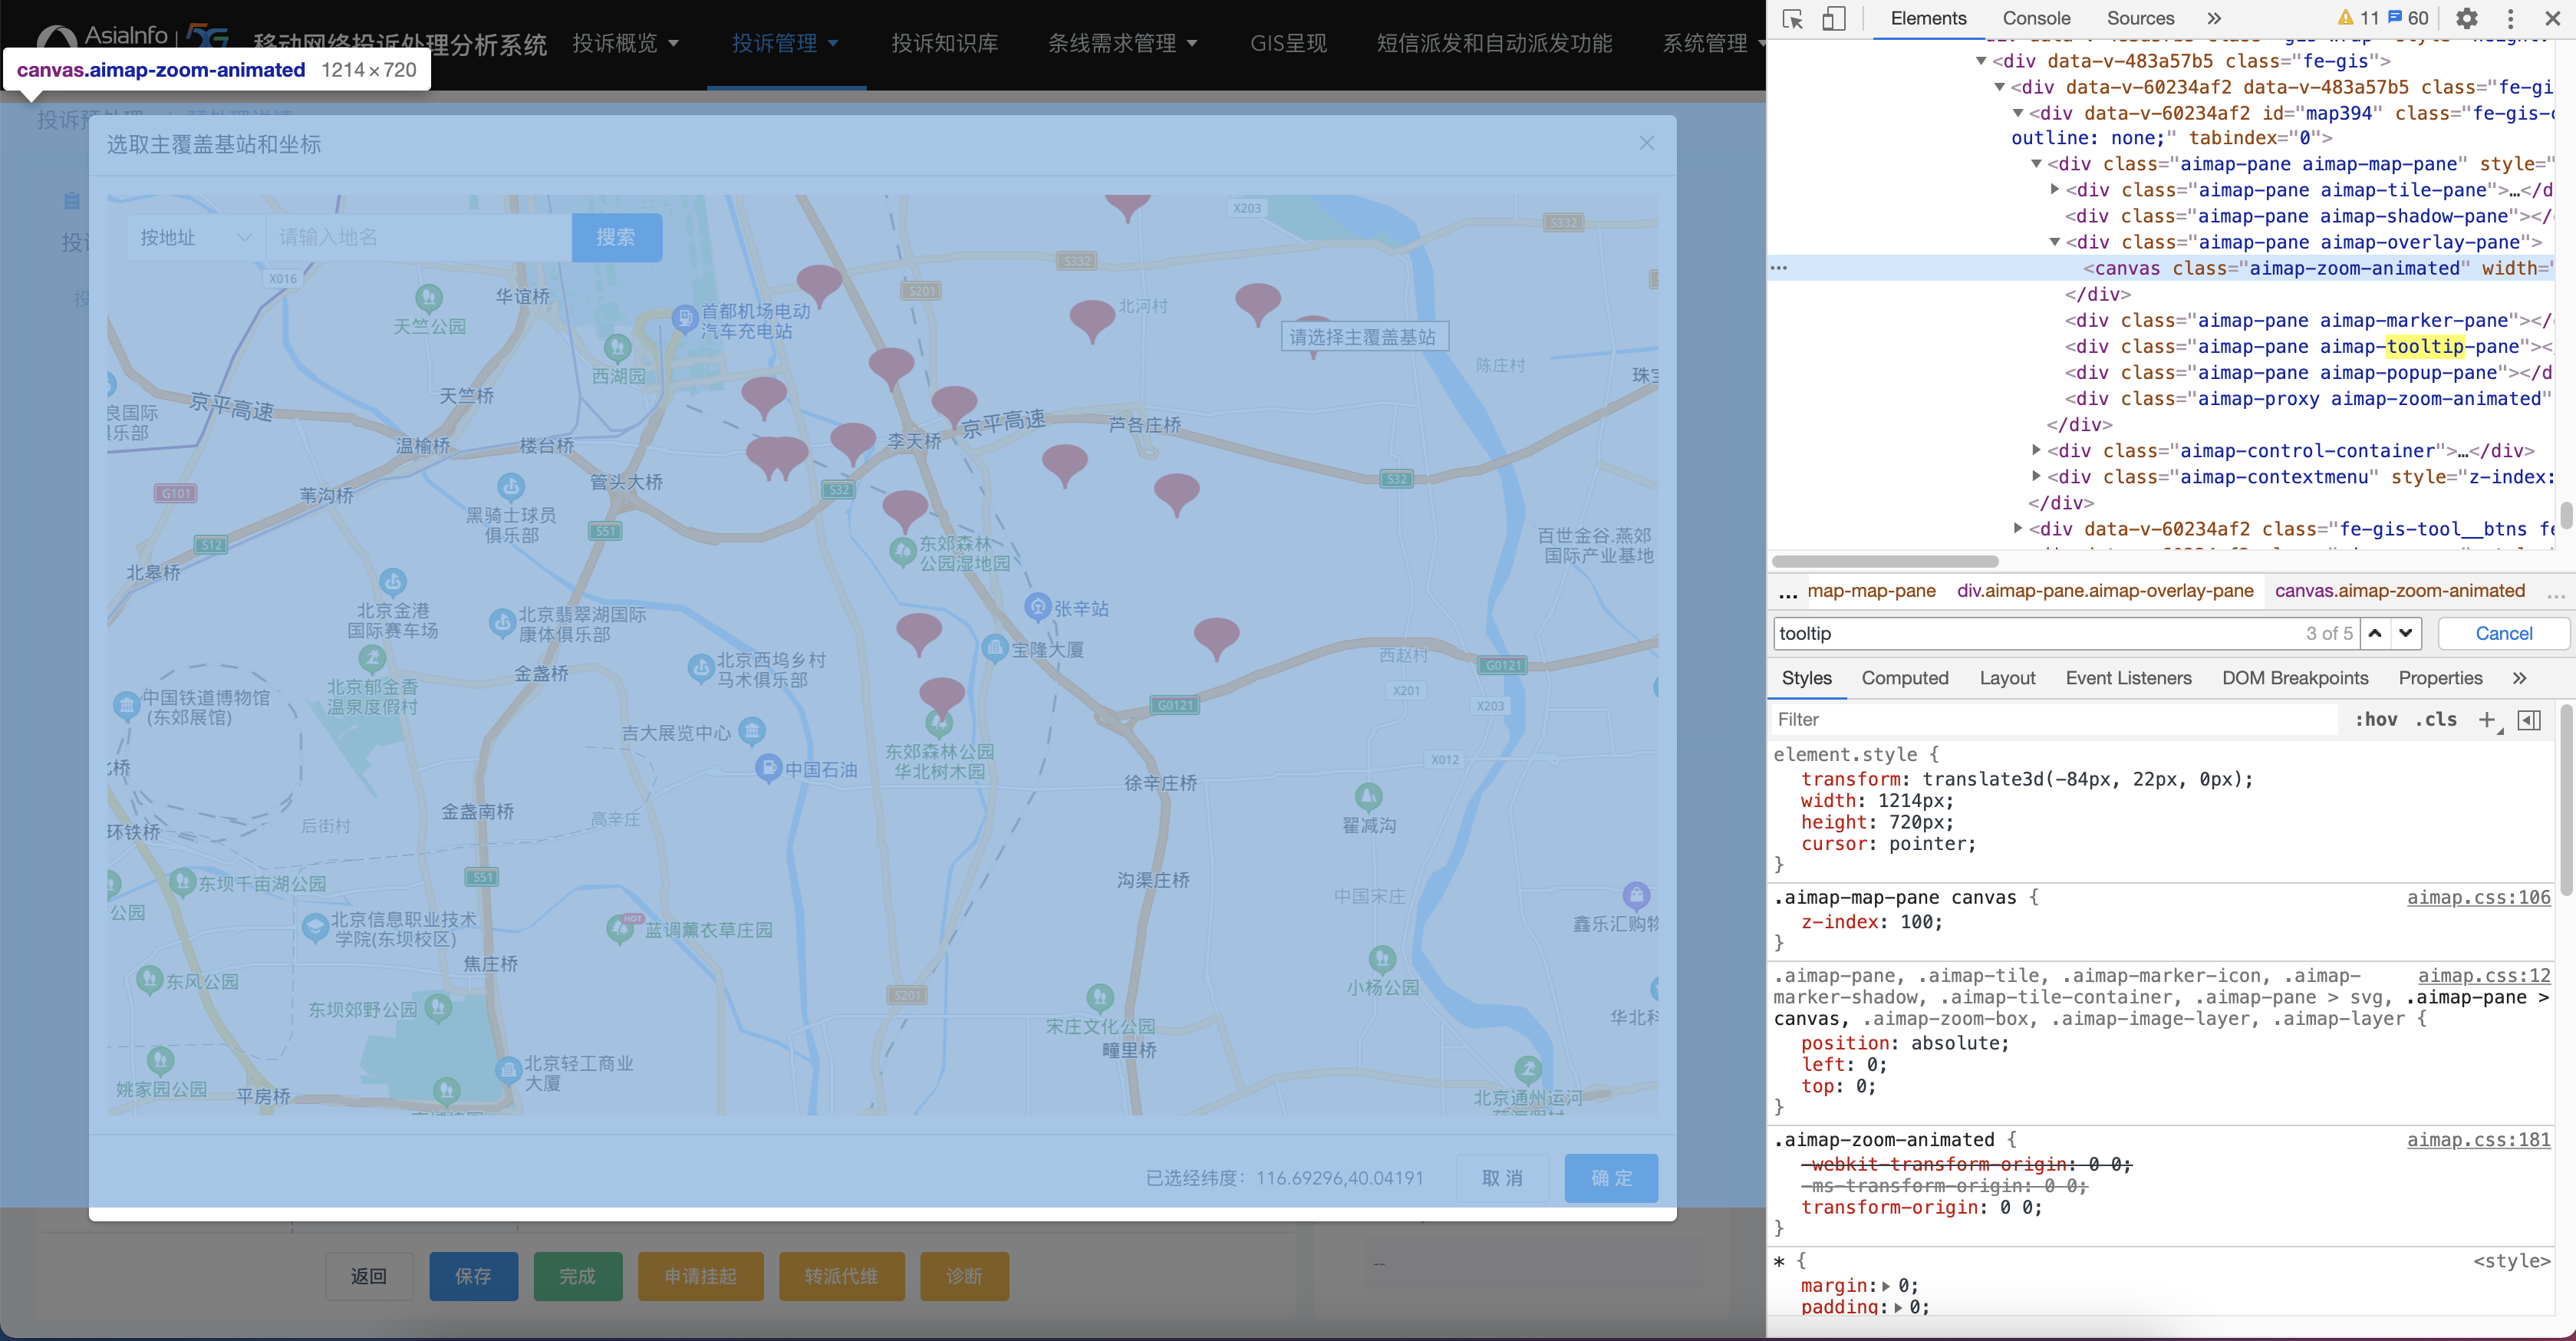 AsiaInfo 5G 移动网络投诉处理分析系统 投诉概览 投诉管理 投诉知识库 条线需求管理 GIS呈现 短信派发和自动派发功能 系统管理
canvas.aimap-zoom-animated 1214×720
选取主覆盖基站和坐标
按地址 请输入地名 搜索
X203
S332
X016
S332
S201
华谊桥
天竺公园
首都机场电动
汽车充电站
北河村
请选择主覆盖基站
西湖园
陈庄村
天竺桥
京平高速
良国际
京平高速
芦各庄桥
温榆桥
楼台桥
李天桥
管头大桥
S32
S32
G101
苇沟桥
黑骑士球员
俱乐部
S51
S12
北皋桥
东郊森林
公园湿地园
百世金谷.燕郊
国际产业基地
北京金港
国际赛车场
北京翡翠湖国际
康体俱乐部
张辛站
宝隆大厦
西赵村
G0121
北京西坞乡村
马术俱乐部
金盏桥
北京郁金香
温泉度假村
中国铁道博物馆
(东郊展馆)
X201
X203
G0121
吉大展览中心
东郊森林公园
华北树木园
中国石油
X012
徐辛庄桥
金盏南桥
后街村
高辛庄
翟减沟
环铁桥
S51
沟渠庄桥
东坝千亩湖公园
中国宋庄
公园
北京信息职业技术
学院(东坝校区)
HOT
蓝调薰衣草庄园
鑫乐汇购物
焦庄桥
东风公园
小杨公园
东坝郊野公园
S201
宋庄文化公园
疃里桥
北京轻工商业
大厦
姚家园公园
平房桥
北京通州运河
已选经纬度：116.69296,40.04191 取 消 确 定
返回 保存 完成 申请挂起 转派代维 诊断
--
Elements Console Sources 11 60
<div data-v-483a57b5 class="fe-gis">
<div data-v-60234af2 data-v-483a57b5 class="fe-gi
<div data-v-60234af2 id="map394" class="fe-gis-c
outline: none;" tabindex="0">
<div class="aimap-pane aimap-map-pane" style="
<div class="aimap-pane aimap-tile-pane">…</d
<div class="aimap-pane aimap-shadow-pane"></
<div class="aimap-pane aimap-overlay-pane">
<canvas class="aimap-zoom-animated" width="
</div>
<div class="aimap-pane aimap-marker-pane"></
<div class="aimap-pane aimap-tooltip-pane"><
<div class="aimap-pane aimap-popup-pane"></d
<div class="aimap-proxy aimap-zoom-animated"
</div>
<div class="aimap-control-container">…</div>
<div class="aimap-contextmenu" style="z-index:
</div>
<div data-v-60234af2 class="fe-gis-tool__btns fe
… map-map-pane div.aimap-pane.aimap-overlay-pane canvas.aimap-zoom-animated …
tooltip 3 of 5 Cancel
Styles Computed Layout Event Listeners DOM Breakpoints Properties
Filter :hov .cls
element.style {
transform: translate3d(-84px, 22px, 0px);
width: 1214px;
height: 720px;
cursor: pointer;
}
.aimap-map-pane canvas { aimap.css:106
z-index: 100;
}
.aimap-pane, .aimap-tile, .aimap-marker-icon, .aimap- aimap.css:12
marker-shadow, .aimap-tile-container, .aimap-pane > svg, .aimap-pane >
canvas, .aimap-zoom-box, .aimap-image-layer, .aimap-layer {
position: absolute;
left: 0;
top: 0;
}
.aimap-zoom-animated { aimap.css:181
-webkit-transform-origin: 0 0;
-ms-transform-origin: 0 0;
transform-origin: 0 0;
}
* { <style>
margin: 0;
padding: 0;